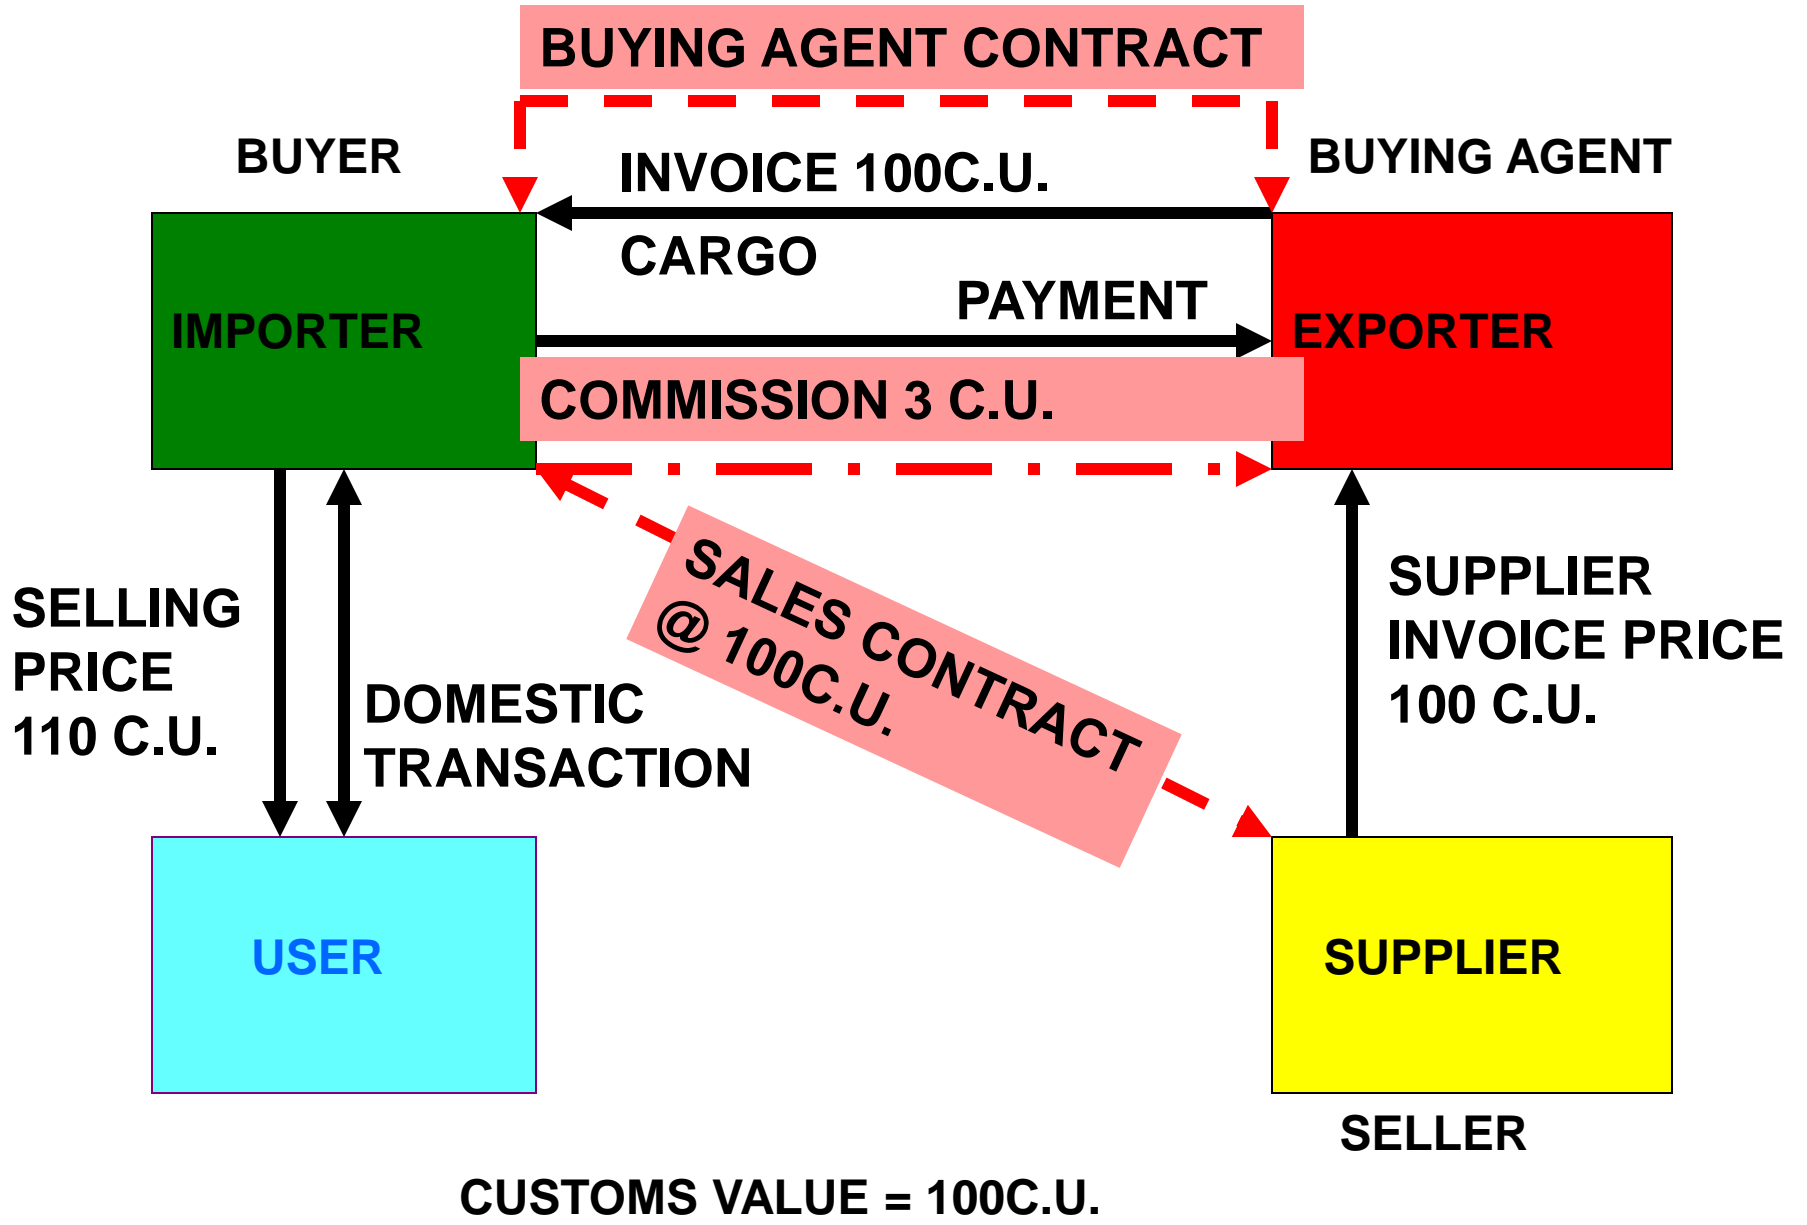 BUYING AGENT CONTRACT
BUYER
INVOICE 100C.U.
BUYING AGENT
CARGO
PAYMENT
IMPORTER
EXPORTER
COMMISSION 3 C.U.
SALES CONTRACT
@ 100C.U.
SELLING
PRICE
110 C.U.
DOMESTIC
TRANSACTION
SUPPLIER
INVOICE PRICE
100 C.U.
USER
SUPPLIER
SELLER
CUSTOMS VALUE = 100C.U.